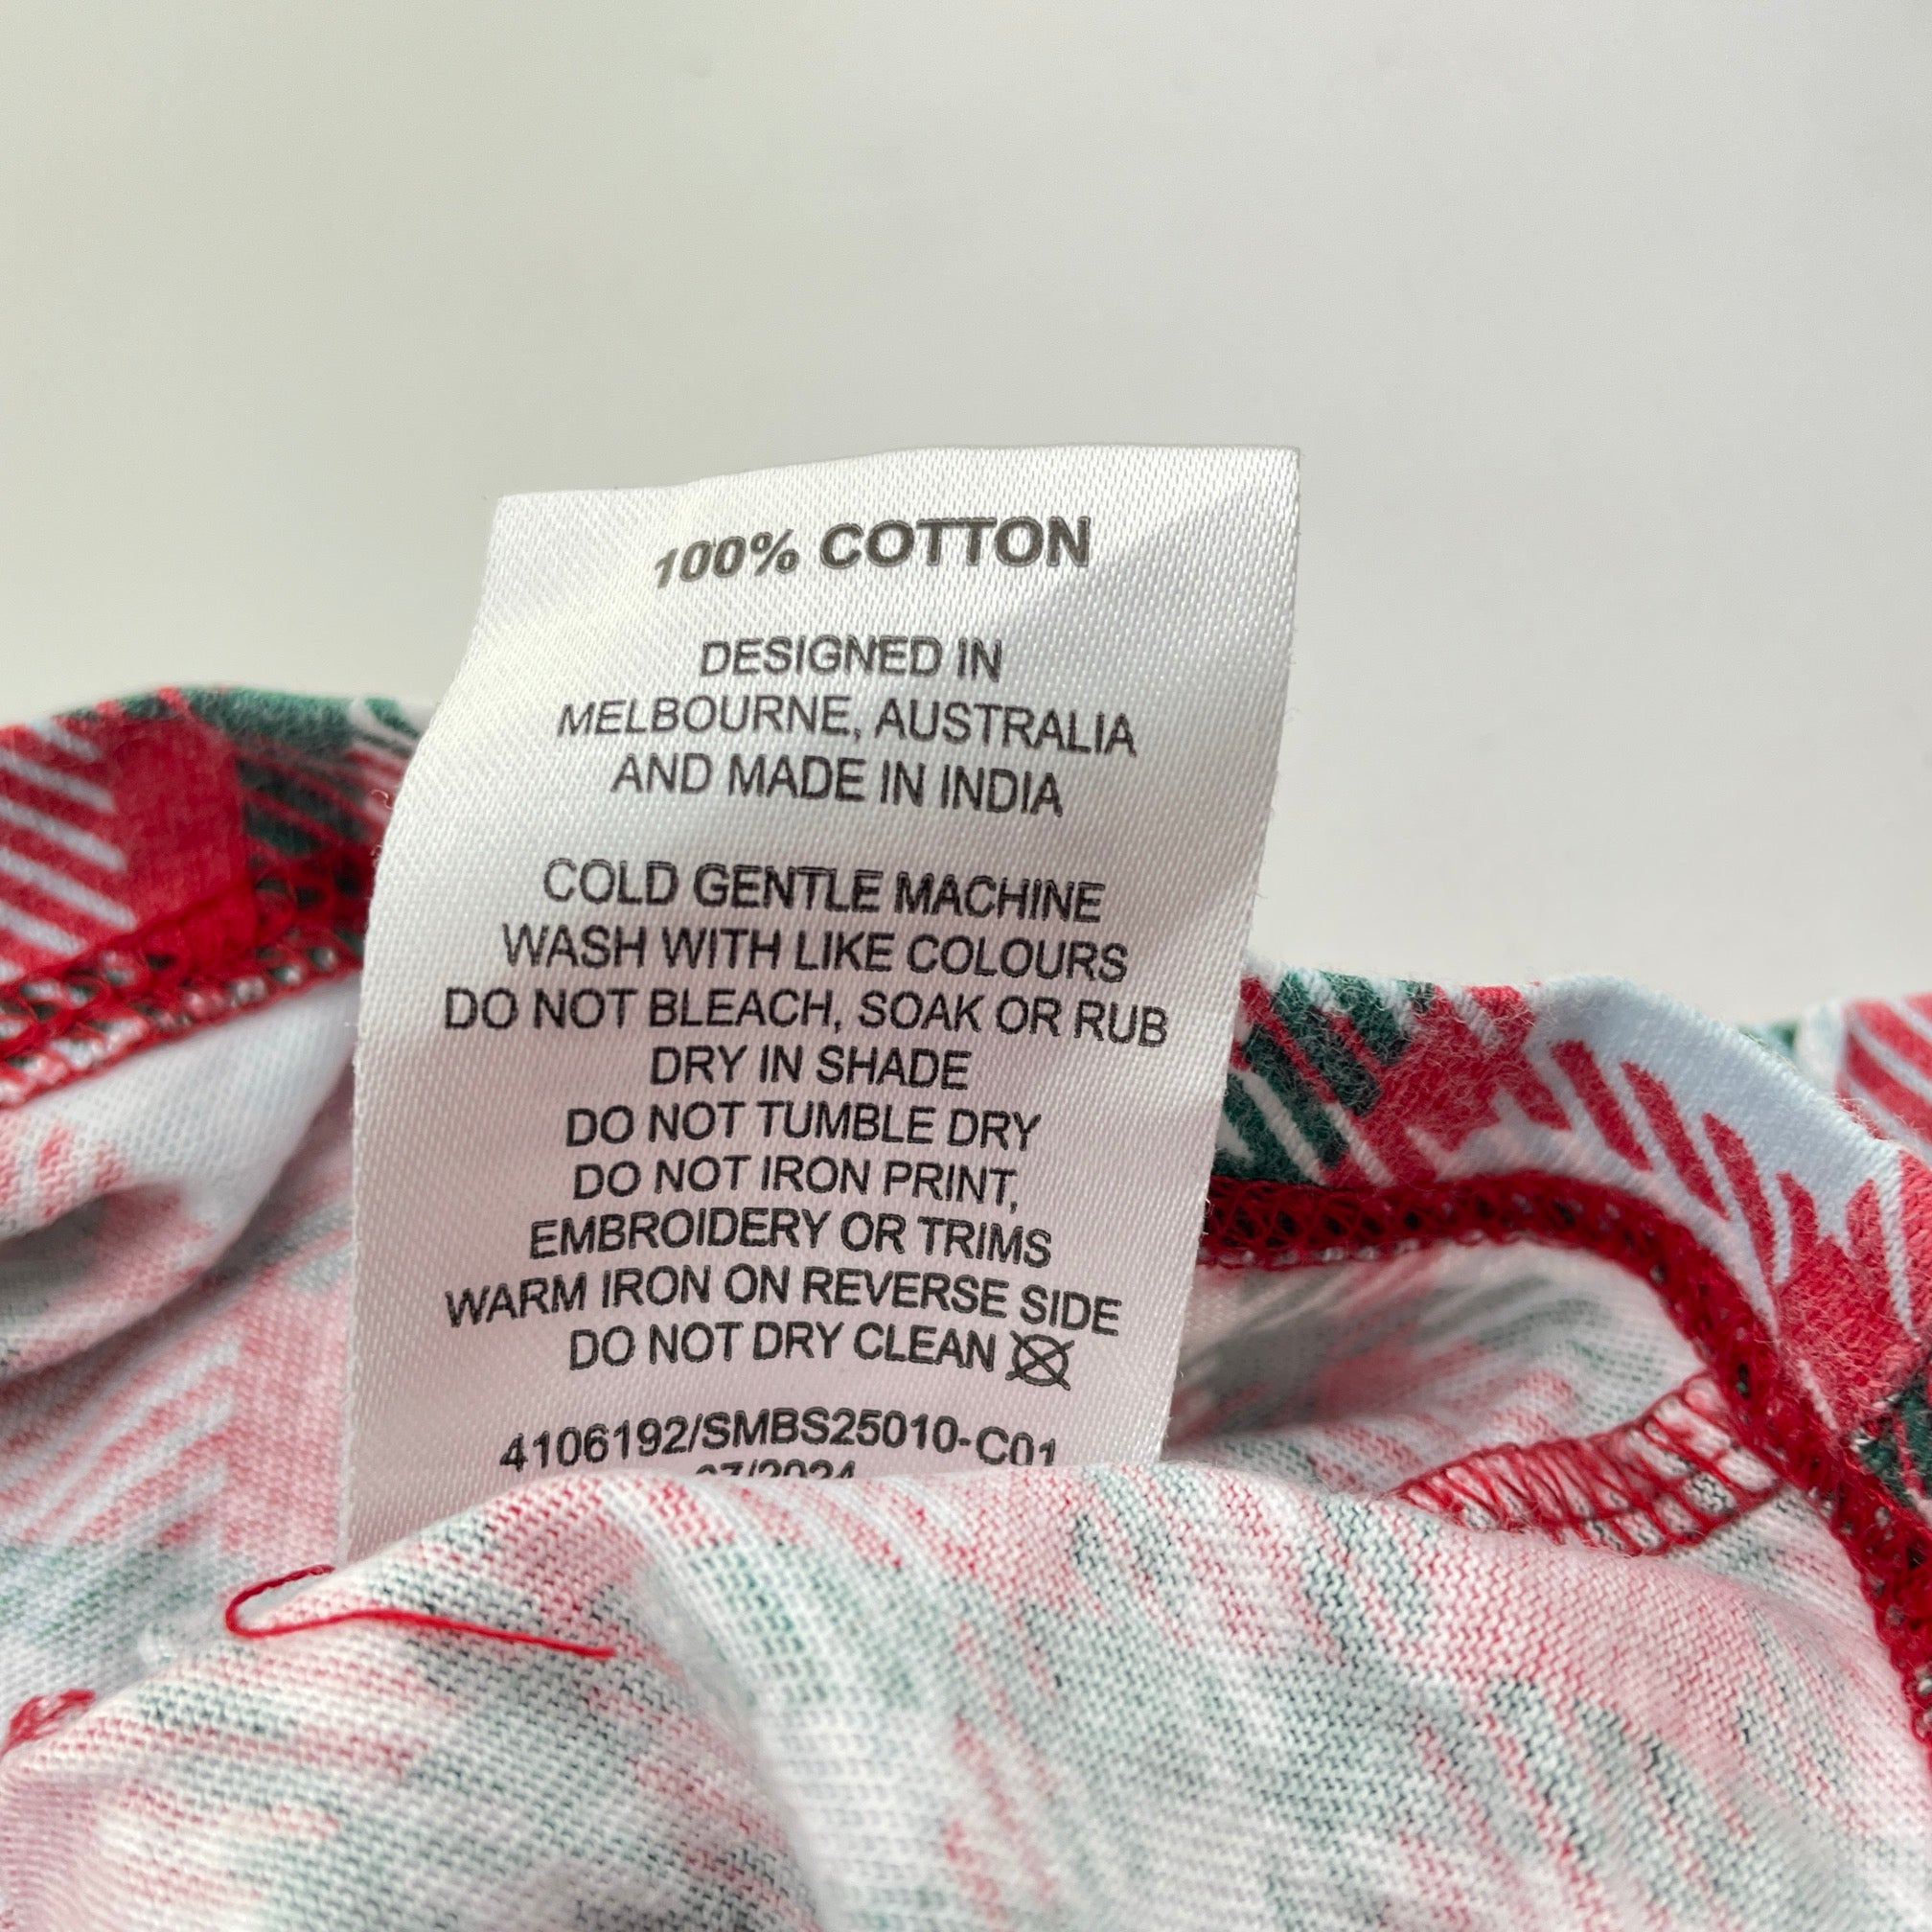 100% COTTON
DESIGNED IN
MELBOURNE, AUSTRALIA
AND MADE IN INDIA
COLD GENTLE MACHINE
WASH WITH LIKE COLOURS
DO NOT BLEACH, SOAK OR RUB
DRY IN SHADE
DO NOT TUMBLE DRY
DO NOT IRON PRINT,
EMBROIDERY OR TRIMS
WARM IRON ON REVERSE SIDE
DO NOT DRY CLEAN
4106192/SMBS25010-C01
07/2024